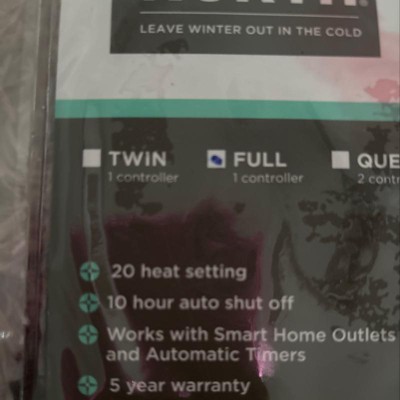 LEAVE WINTER OUT IN THE COLD
TWIN FULL
1 controller 1 controller 2
20 heat setting
10 hour auto shut off
Works with Smart Home Outlets
and Automatic Timers
5 year warranty